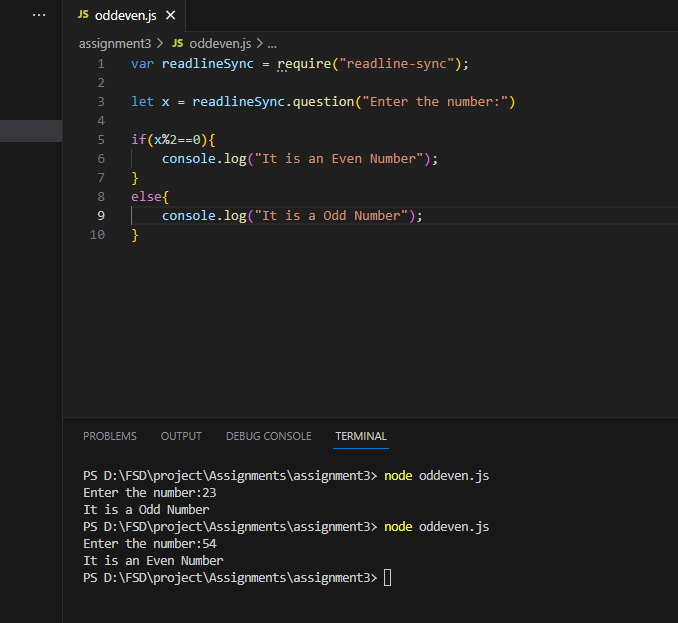 ...
JS oddeven.js ×
assignment3 > JS oddeven.js > ...
1 var readlineSync = require("readline-sync");
2
3 let x = readlineSync.question("Enter the number:")
4
5 if(x%2==0){
6     console.log("It is an Even Number");
7 }
8 else{
9     console.log("It is a Odd Number");
10 }
PROBLEMS OUTPUT DEBUG CONSOLE TERMINAL
PS D:\FSD\project\Assignments\assignment3> node oddeven.js
Enter the number:23
It is a Odd Number
PS D:\FSD\project\Assignments\assignment3> node oddeven.js
Enter the number:54
It is an Even Number
PS D:\FSD\project\Assignments\assignment3>